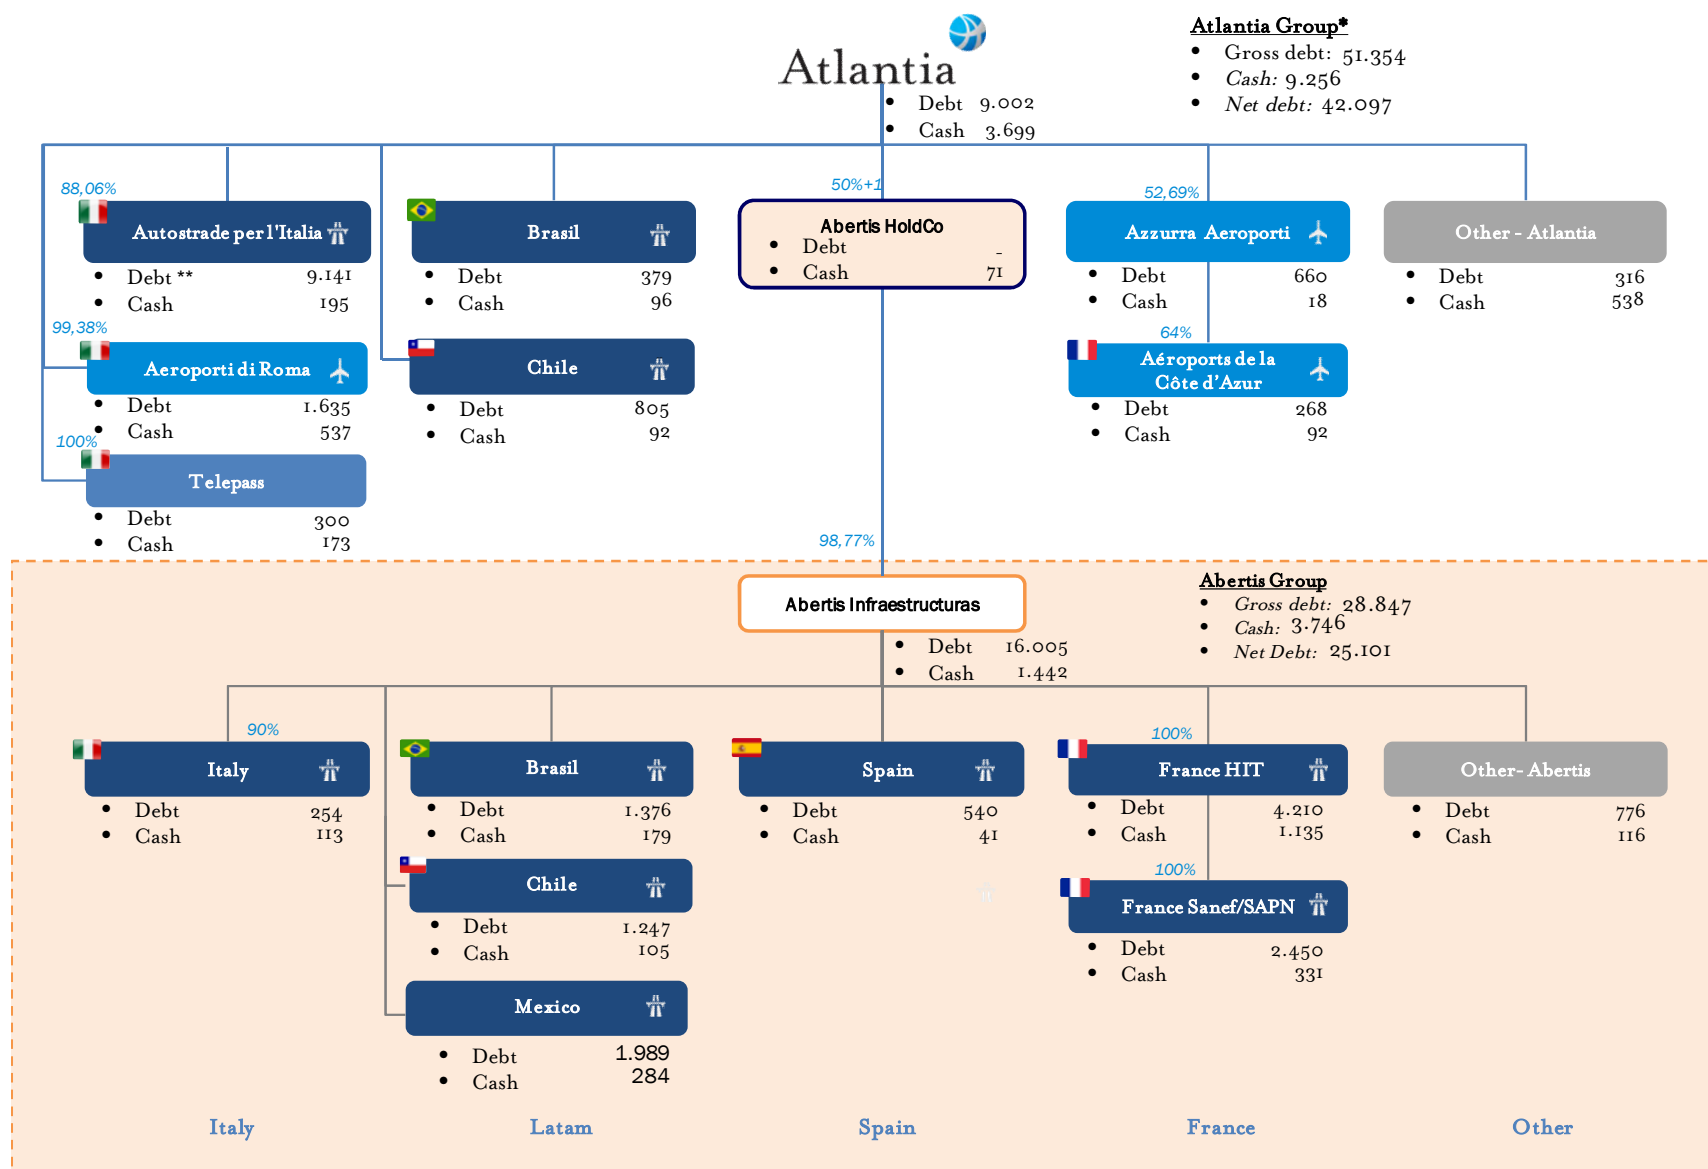 Atlantia
Atlantia Group*
• Gross debt: 51.354
• Cash: 9.256
• Net debt: 42.097
• Debt 9.002
• Cash 3.699
88,06%
Autostrade per l'Italia
• Debt ** 9.141
• Cash 195
99,38%
Aeroporti di Roma
• Debt 1.635
• Cash 537
100%
Telepass
• Debt 300
• Cash 173
Brasil
• Debt 379
• Cash 96
Chile
• Debt 805
• Cash 92
50%+1
Abertis HoldCo
• Debt -
• Cash 71
52,69%
Azzurra Aeroporti
• Debt 660
• Cash 18
64%
Aéroports de la
Côte d'Azur
• Debt 268
• Cash 92
Other - Atlantia
• Debt 316
• Cash 538
98,77%
Abertis Infraestructuras
• Debt 16.005
• Cash 1.442
Abertis Group
• Gross debt: 28.847
• Cash: 3.746
• Net Debt: 25.101
90%
Italy
• Debt 254
• Cash 113
Brasil
• Debt 1.376
• Cash 179
Chile
• Debt 1.247
• Cash 105
Mexico
• Debt 1.989
• Cash 284
Spain
• Debt 540
• Cash 41
100%
France HIT
• Debt 4.210
• Cash 1.135
100%
France Sanef/SAPN
• Debt 2.450
• Cash 331
Other- Abertis
• Debt 776
• Cash 116
Italy
Latam
Spain
France
Other